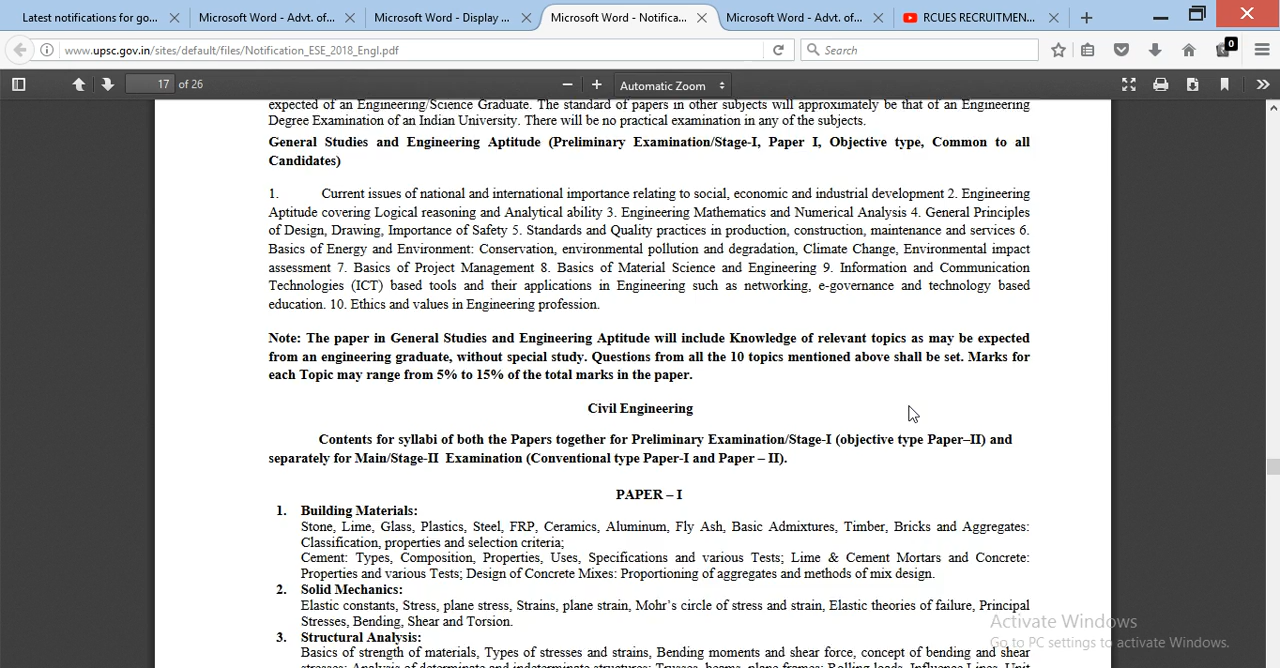 Latest notifications for go...
Microsoft Word - Advt. of...
Microsoft Word - Display ...
Microsoft Word - Notifica...
Microsoft Word - Advt. of...
RCUES RECRUITMEN...
www.upsc.gov.in/sites/default/files/Notification_ESE_2018_Engl.pdf
Search
0
17 of 26
Automatic Zoom
expected of an Engineering/Science Graduate. The standard of papers in other subjects will approximately be that of an Engineering
Degree Examination of an Indian University. There will be no practical examination in any of the subjects.
General Studies and Engineering Aptitude (Preliminary Examination/Stage-I, Paper I, Objective type, Common to all
Candidates)
1. Current issues of national and international importance relating to social, economic and industrial development 2. Engineering
Aptitude covering Logical reasoning and Analytical ability 3. Engineering Mathematics and Numerical Analysis 4. General Principles
of Design, Drawing, Importance of Safety 5. Standards and Quality practices in production, construction, maintenance and services 6.
Basics of Energy and Environment: Conservation, environmental pollution and degradation, Climate Change, Environmental impact
assessment 7. Basics of Project Management 8. Basics of Material Science and Engineering 9. Information and Communication
Technologies (ICT) based tools and their applications in Engineering such as networking, e-governance and technology based
education. 10. Ethics and values in Engineering profession.
Note: The paper in General Studies and Engineering Aptitude will include Knowledge of relevant topics as may be expected
from an engineering graduate, without special study. Questions from all the 10 topics mentioned above shall be set. Marks for
each Topic may range from 5% to 15% of the total marks in the paper.
Civil Engineering
Contents for syllabi of both the Papers together for Preliminary Examination/Stage-I (objective type Paper–II) and
separately for Main/Stage-II Examination (Conventional type Paper-I and Paper – II).
PAPER – I
1. Building Materials:
Stone, Lime, Glass, Plastics, Steel, FRP, Ceramics, Aluminum, Fly Ash, Basic Admixtures, Timber, Bricks and Aggregates:
Classification, properties and selection criteria;
Cement: Types, Composition, Properties, Uses, Specifications and various Tests; Lime & Cement Mortars and Concrete:
Properties and various Tests; Design of Concrete Mixes: Proportioning of aggregates and methods of mix design.
2. Solid Mechanics:
Elastic constants, Stress, plane stress, Strains, plane strain, Mohr's circle of stress and strain, Elastic theories of failure, Principal
Stresses, Bending, Shear and Torsion.
3. Structural Analysis:
Basics of strength of materials, Types of stresses and strains, Bending moments and shear force, concept of bending and shear
stresses; Analysis of determinate and indeterminate structures; Trusses, beams, plane frames; Rolling loads, Influence Lines, Unit
Activate Windows
Go to PC settings to activate Windows.